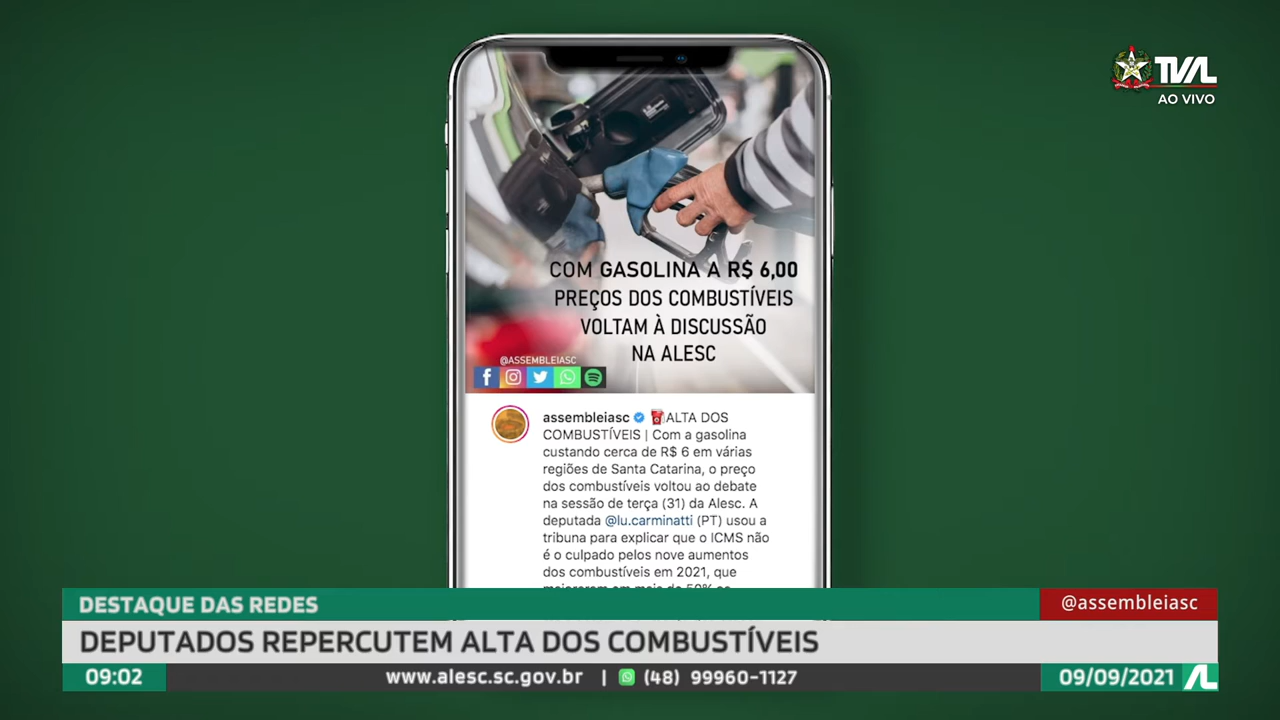 TVAL
AO VIVO
COM GASOLINA A R$ 6,00
PREÇOS DOS COMBUSTÍVEIS
VOLTAM À DISCUSSÃO
NA ALESC
@ASSEMBLEIASC
assembleiasc ALTA DOS
COMBUSTÍVEIS | Com a gasolina
custando cerca de R$ 6 em várias
regiões de Santa Catarina, o preço
dos combustíveis voltou ao debate
na sessão de terça (31) da Alesc. A
deputada @lu.carminatti (PT) usou a
tribuna para explicar que o ICMS não
é o culpado pelos nove aumentos
dos combustíveis em 2021, que
DESTAQUE DAS REDES
@assembleiasc
DEPUTADOS REPERCUTEM ALTA DOS COMBUSTÍVEIS
09:02
www.alesc.sc.gov.br | (48) 99960-1127
09/09/2021